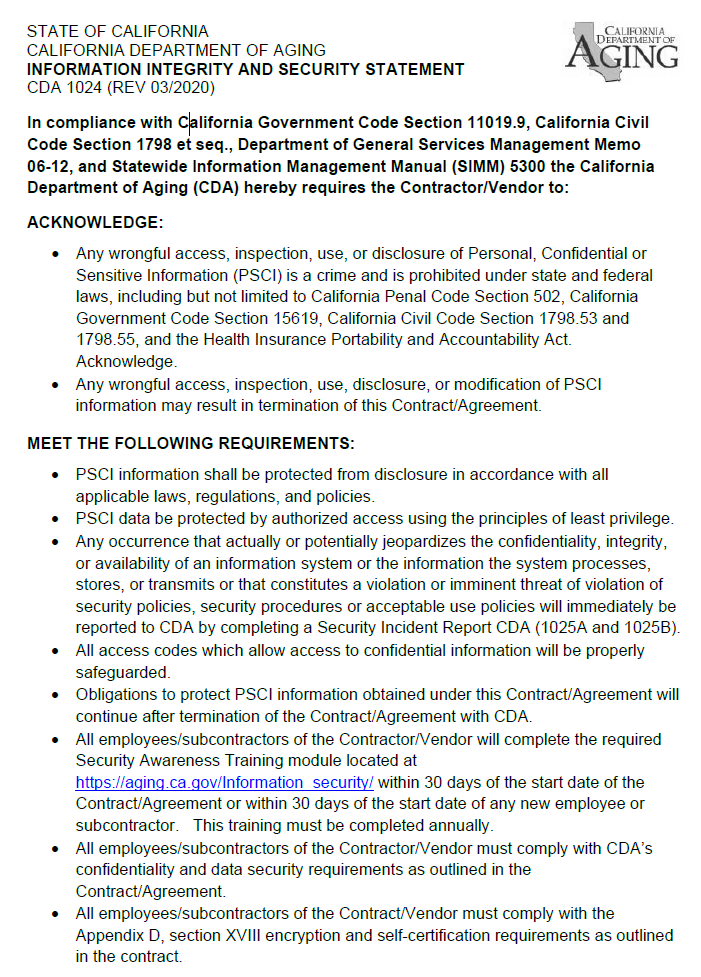 STATE OF CALIFORNIA
CALIFORNIA DEPARTMENT OF AGING
INFORMATION INTEGRITY AND SECURITY STATEMENT
CDA 1024 (REV 03/2020)
CALIFORNIA
DEPARTMENT OF
AGING
In compliance with California Government Code Section 11019.9, California Civil
Code Section 1798 et seq., Department of General Services Management Memo
06-12, and Statewide Information Management Manual (SIMM) 5300 the California
Department of Aging (CDA) hereby requires the Contractor/Vendor to:
ACKNOWLEDGE:
• Any wrongful access, inspection, use, or disclosure of Personal, Confidential or
Sensitive Information (PSCI) is a crime and is prohibited under state and federal
laws, including but not limited to California Penal Code Section 502, California
Government Code Section 15619, California Civil Code Section 1798.53 and
1798.55, and the Health Insurance Portability and Accountability Act.
Acknowledge.
• Any wrongful access, inspection, use, disclosure, or modification of PSCI
information may result in termination of this Contract/Agreement.
MEET THE FOLLOWING REQUIREMENTS:
• PSCI information shall be protected from disclosure in accordance with all
applicable laws, regulations, and policies.
• PSCI data be protected by authorized access using the principles of least privilege.
• Any occurrence that actually or potentially jeopardizes the confidentiality, integrity,
or availability of an information system or the information the system processes,
stores, or transmits or that constitutes a violation or imminent threat of violation of
security policies, security procedures or acceptable use policies will immediately be
reported to CDA by completing a Security Incident Report CDA (1025A and 1025B).
• All access codes which allow access to confidential information will be properly
safeguarded.
• Obligations to protect PSCI information obtained under this Contract/Agreement will
continue after termination of the Contract/Agreement with CDA.
• All employees/subcontractors of the Contractor/Vendor will complete the required
Security Awareness Training module located at
https://aging.ca.gov/Information_security/ within 30 days of the start date of the
Contract/Agreement or within 30 days of the start date of any new employee or
subcontractor. This training must be completed annually.
• All employees/subcontractors of the Contractor/Vendor must comply with CDA's
confidentiality and data security requirements as outlined in the
Contract/Agreement.
• All employees/subcontractors of the Contract/Vendor must comply with the
Appendix D, section XVIII encryption and self-certification requirements as outlined
in the contract.